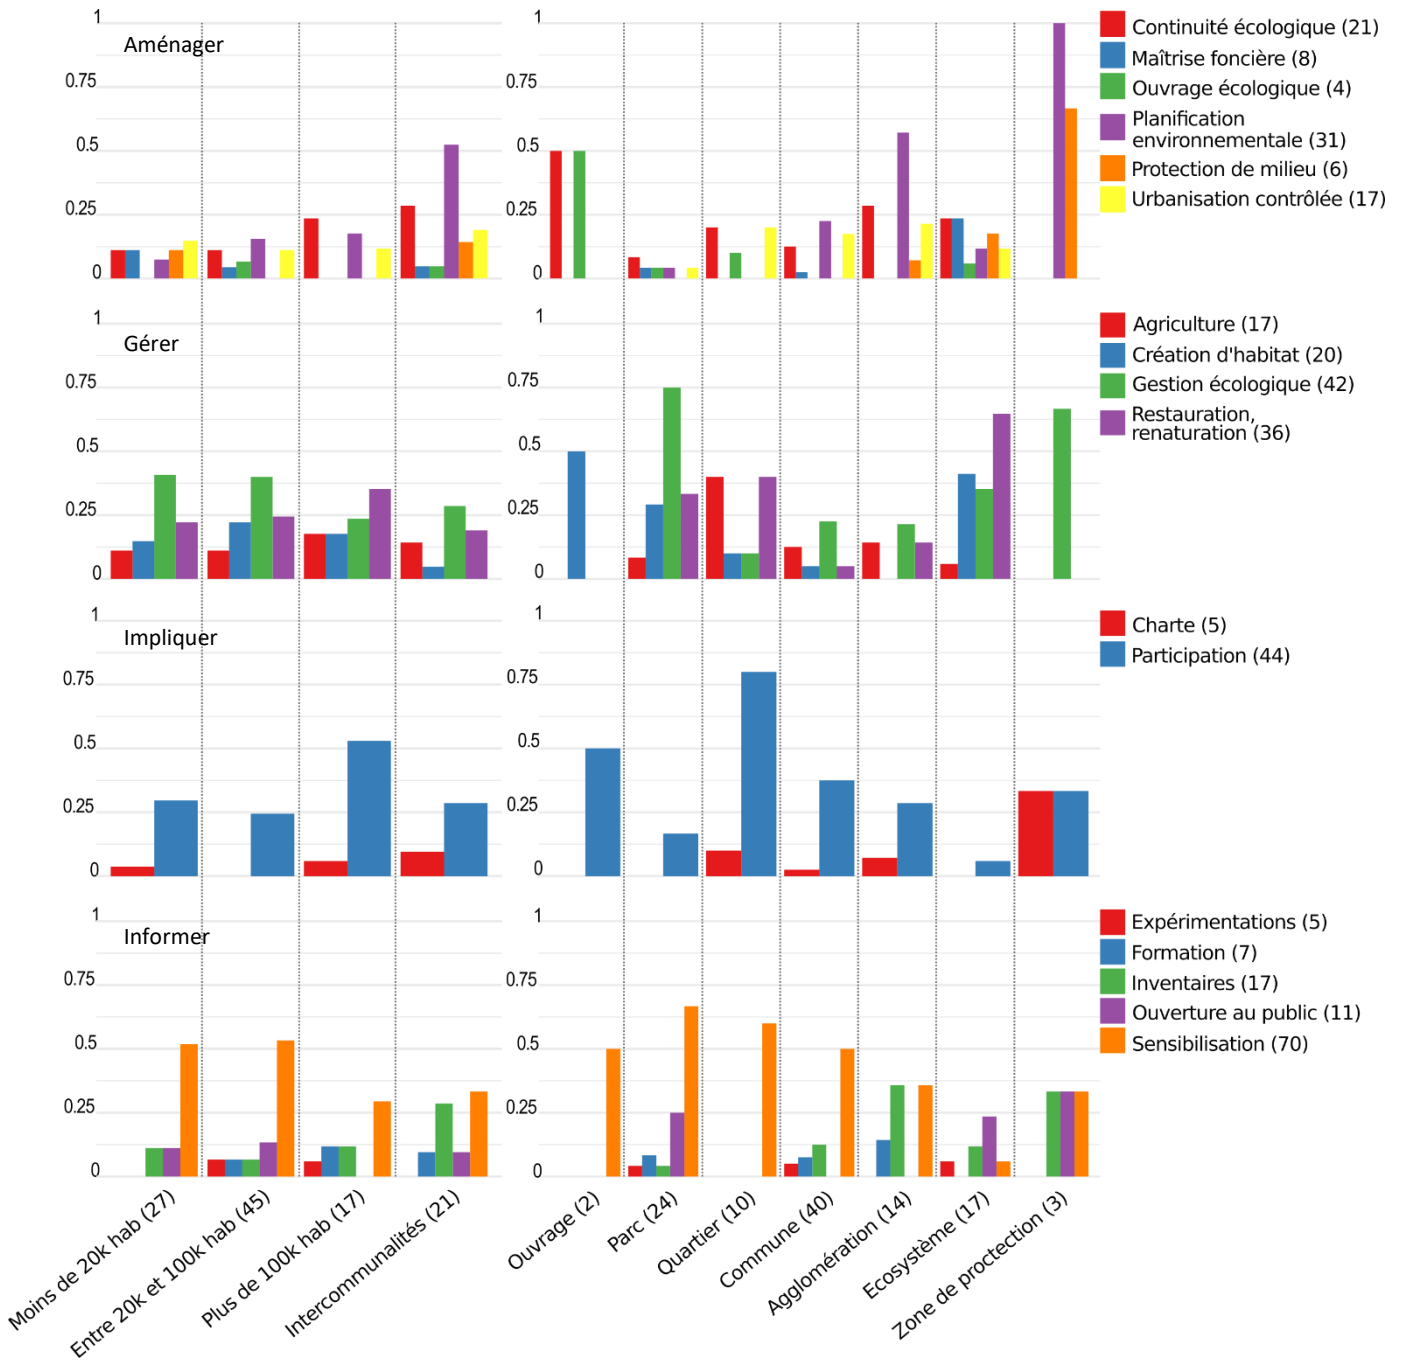 Aménager
1
0.75
0.5
0.25
0
1
0.75
0.5
0.25
0
Continuité écologique (21)
Maîtrise foncière (8)
Ouvrage écologique (4)
Planification
environnementale (31)
Protection de milieu (6)
Urbanisation contrôlée (17)
Gérer
1
0.75
0.5
0.25
0
1
0.75
0.5
0.25
0
Agriculture (17)
Création d'habitat (20)
Gestion écologique (42)
Restauration,
renaturation (36)
Impliquer
1
0.75
0.5
0.25
0
1
0.75
0.5
0.25
0
Charte (5)
Participation (44)
Informer
1
0.75
0.5
0.25
0
1
0.75
0.5
0.25
0
Expérimentations (5)
Formation (7)
Inventaires (17)
Ouverture au public (11)
Sensibilisation (70)
Moins de 20k hab (27)
Entre 20k et 100k hab (45)
Plus de 100k hab (17)
Intercommunalités (21)
Ouvrage (2)
Parc (24)
Quartier (10)
Commune (40)
Agglomération (14)
Ecosystème (17)
Zone de proctection (3)